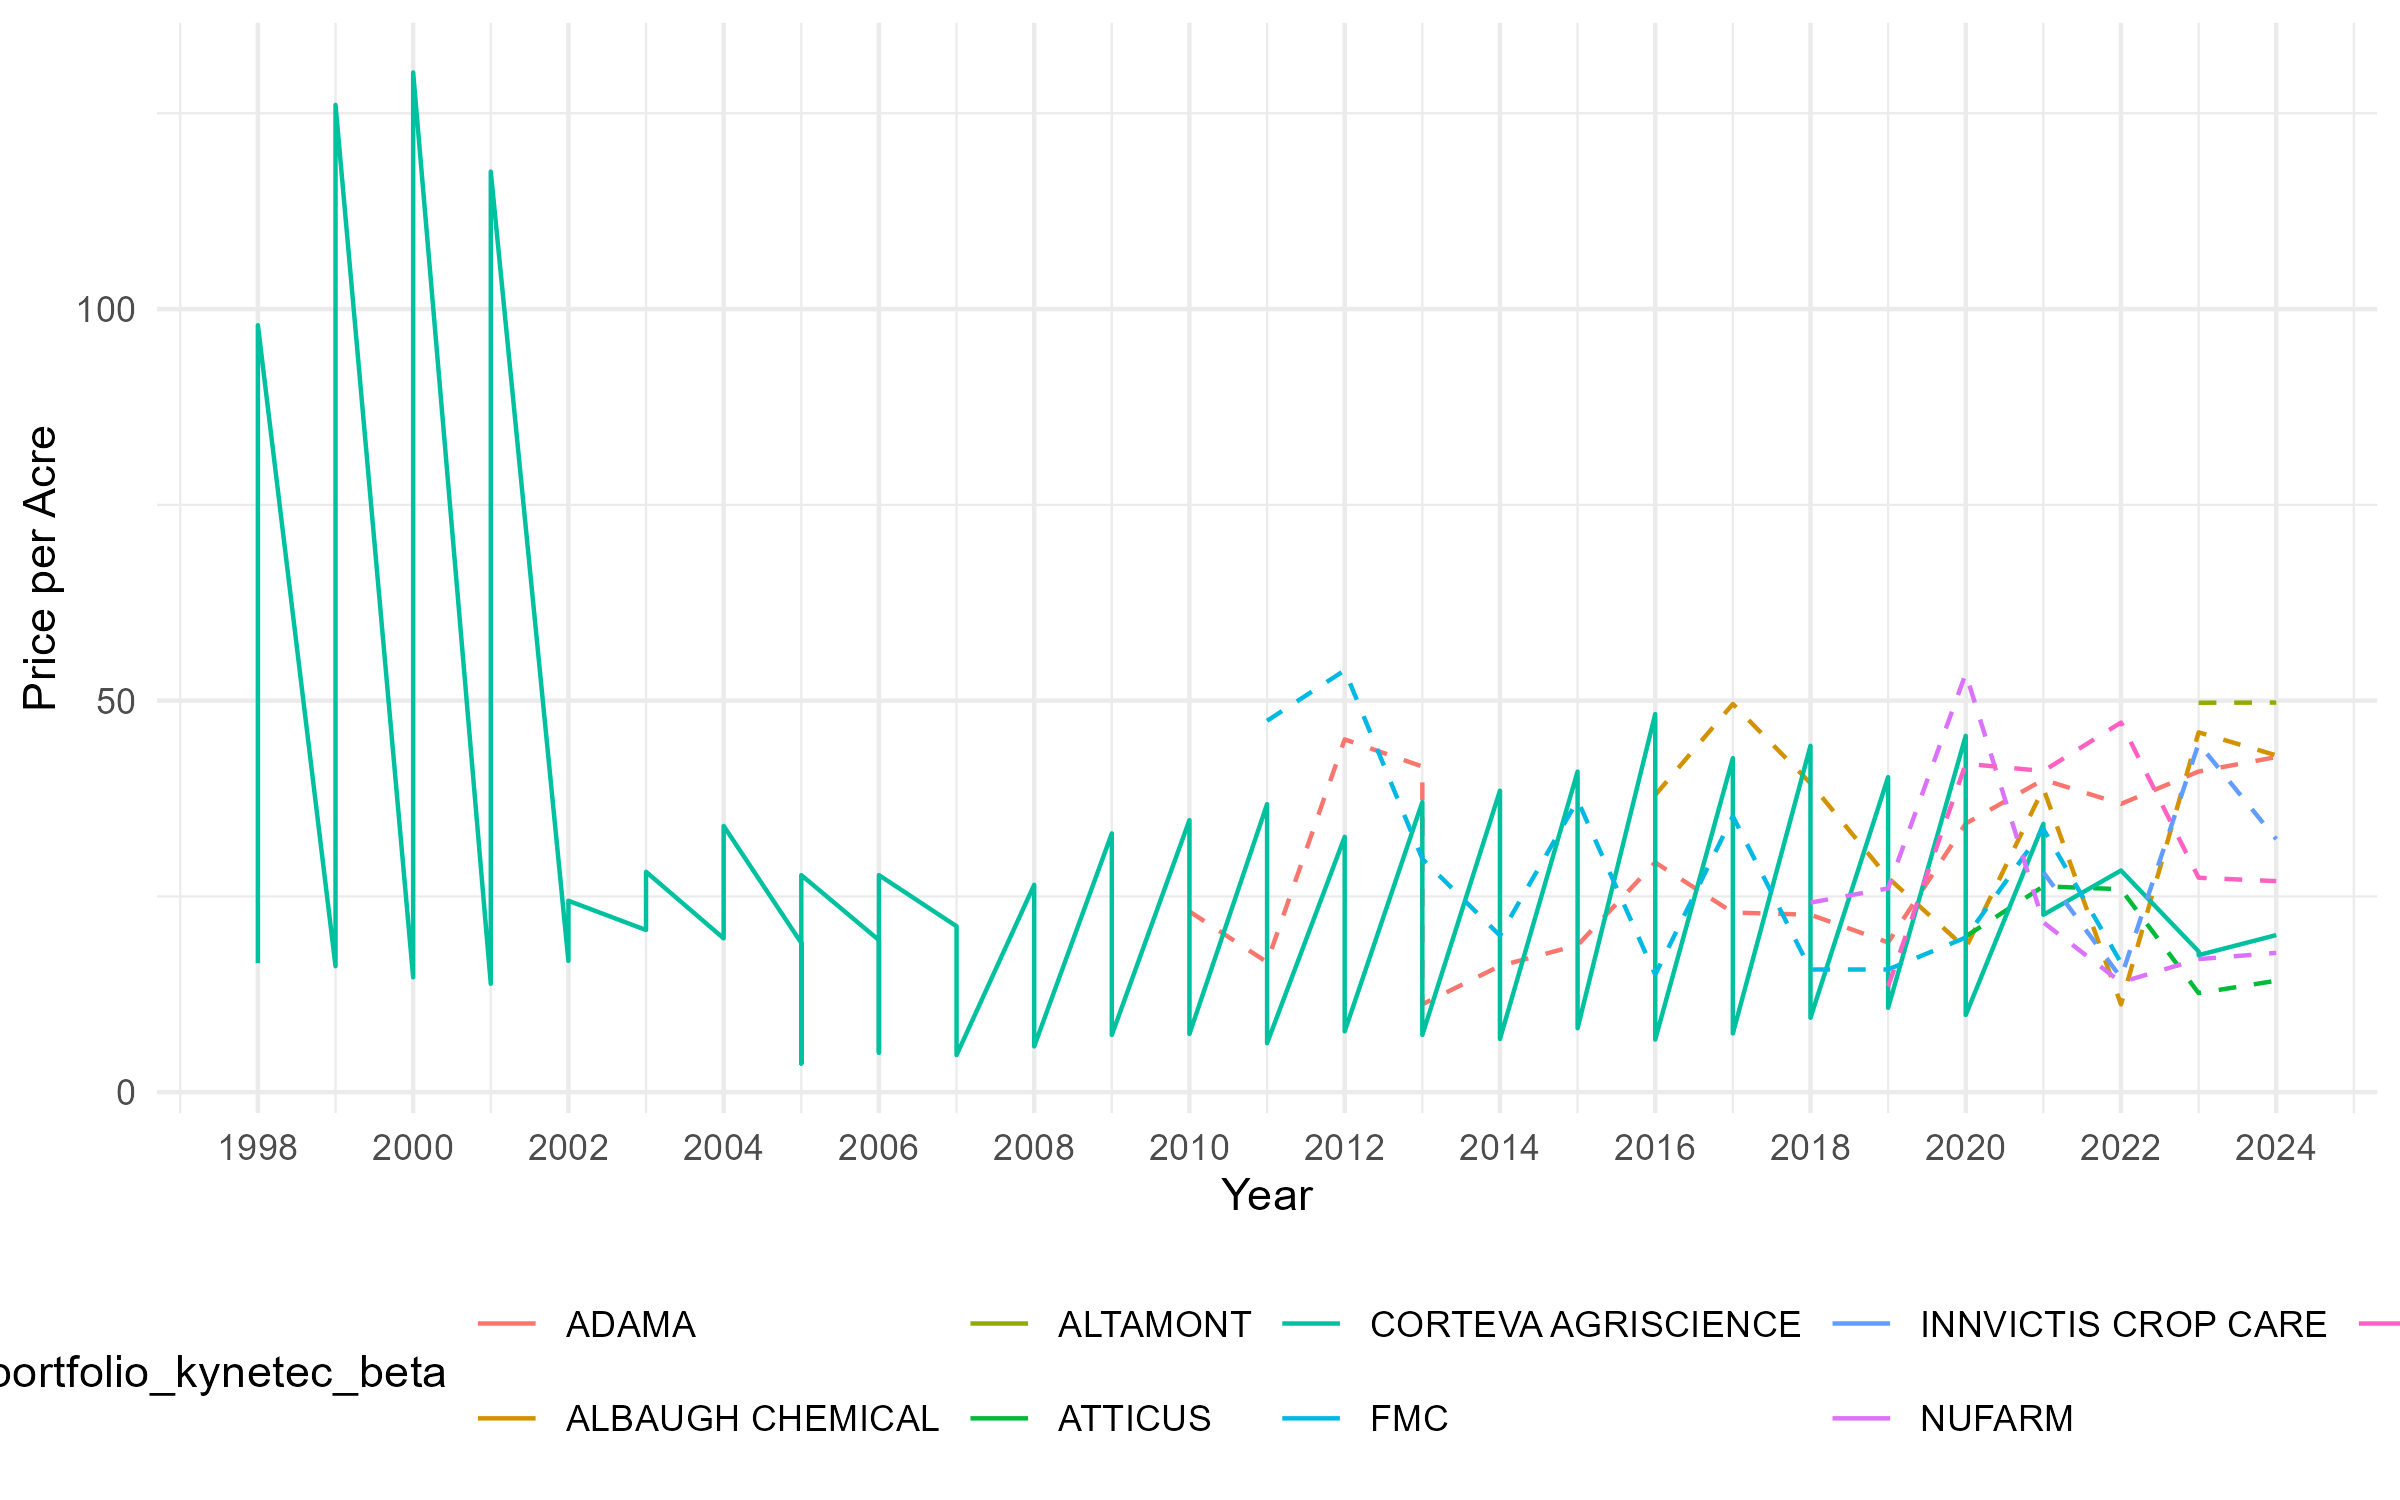 Price per Acre
100
50
0
1998 2000 2002 2004 2006 2008 2010 2012 2014 2016 2018 2020 2022 2024
Year
portfolio_kynetec_beta
ADAMA ALTAMONT CORTEVA AGRISCIENCE INNVICTIS CROP CARE
ALBAUGH CHEMICAL ATTICUS FMC NUFARM